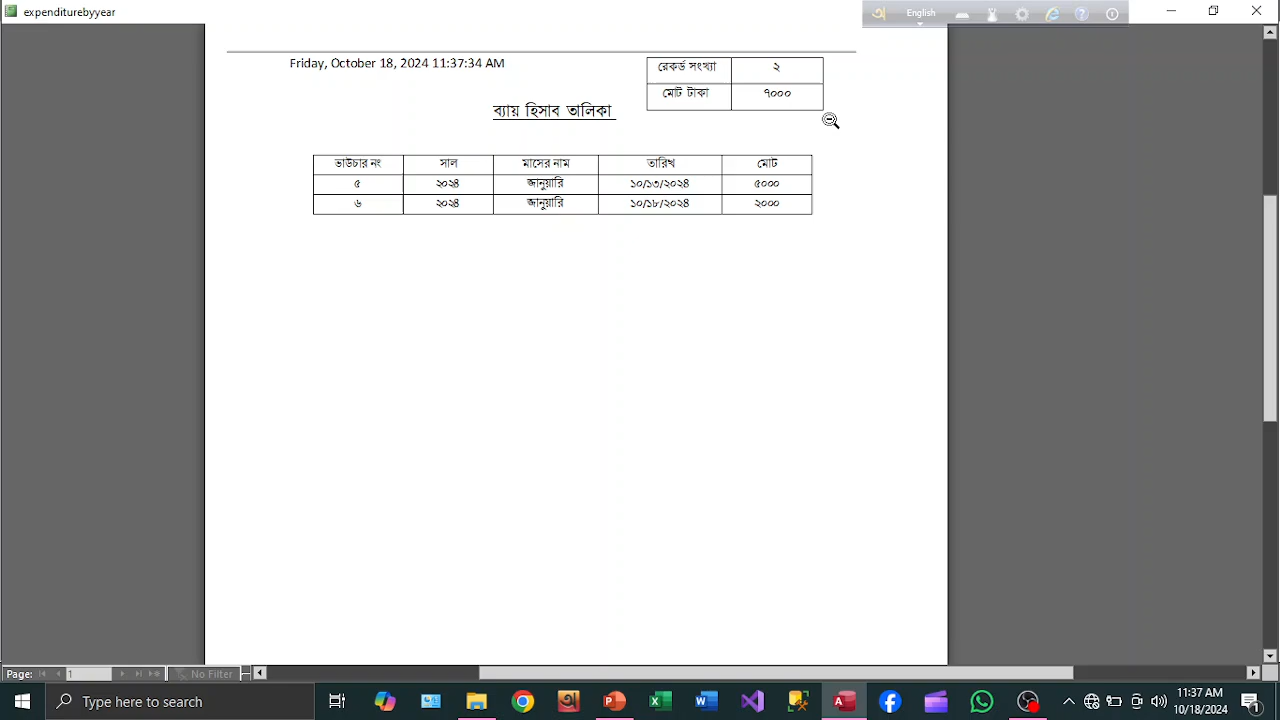 expenditurebyyear
English
Friday, October 18, 2024 11:37:34 AM
রেকর্ড সংখ্যা ২
মোট টাকা ৭০০০
ব্যায় হিসাব তালিকা
ভাউচার নং সাল মাসের নাম তারিখ মোট
৫ ২০২৪ জানুয়ারি ১০/১৩/২০২৪ ৫০০০
৬ ২০২৪ জানুয়ারি ১০/১৮/২০২৪ ২০০০
Page: 1 No Filter
Type here to search
11:37 AM
10/18/2024